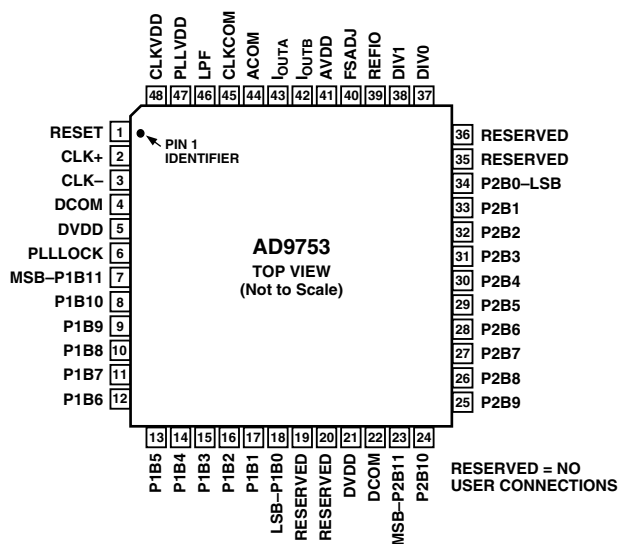 CLKVDD
PLLVDD
LPF
CLKCOM
ACOM
IOUTA
IOUTB
AVDD
FSADJ
REFIO
DIV1
DIV0
48 47 46 45 44 43 42 41 40 39 38 37
RESET 1
CLK+ 2
CLK– 3
DCOM 4
DVDD 5
PLLLOCK 6
MSB–P1B11 7
P1B10 8
P1B9 9
P1B8 10
P1B7 11
P1B6 12
PIN 1
IDENTIFIER
AD9753
TOP VIEW
(Not to Scale)
36 RESERVED
35 RESERVED
34 P2B0–LSB
33 P2B1
32 P2B2
31 P2B3
30 P2B4
29 P2B5
28 P2B6
27 P2B7
26 P2B8
25 P2B9
13 14 15 16 17 18 19 20 21 22 23 24
P1B5
P1B4
P1B3
P1B2
P1B1
LSB–P1B0
RESERVED
RESERVED
DVDD
DCOM
MSB–P2B11
P2B10
RESERVED = NO
USER CONNECTIONS